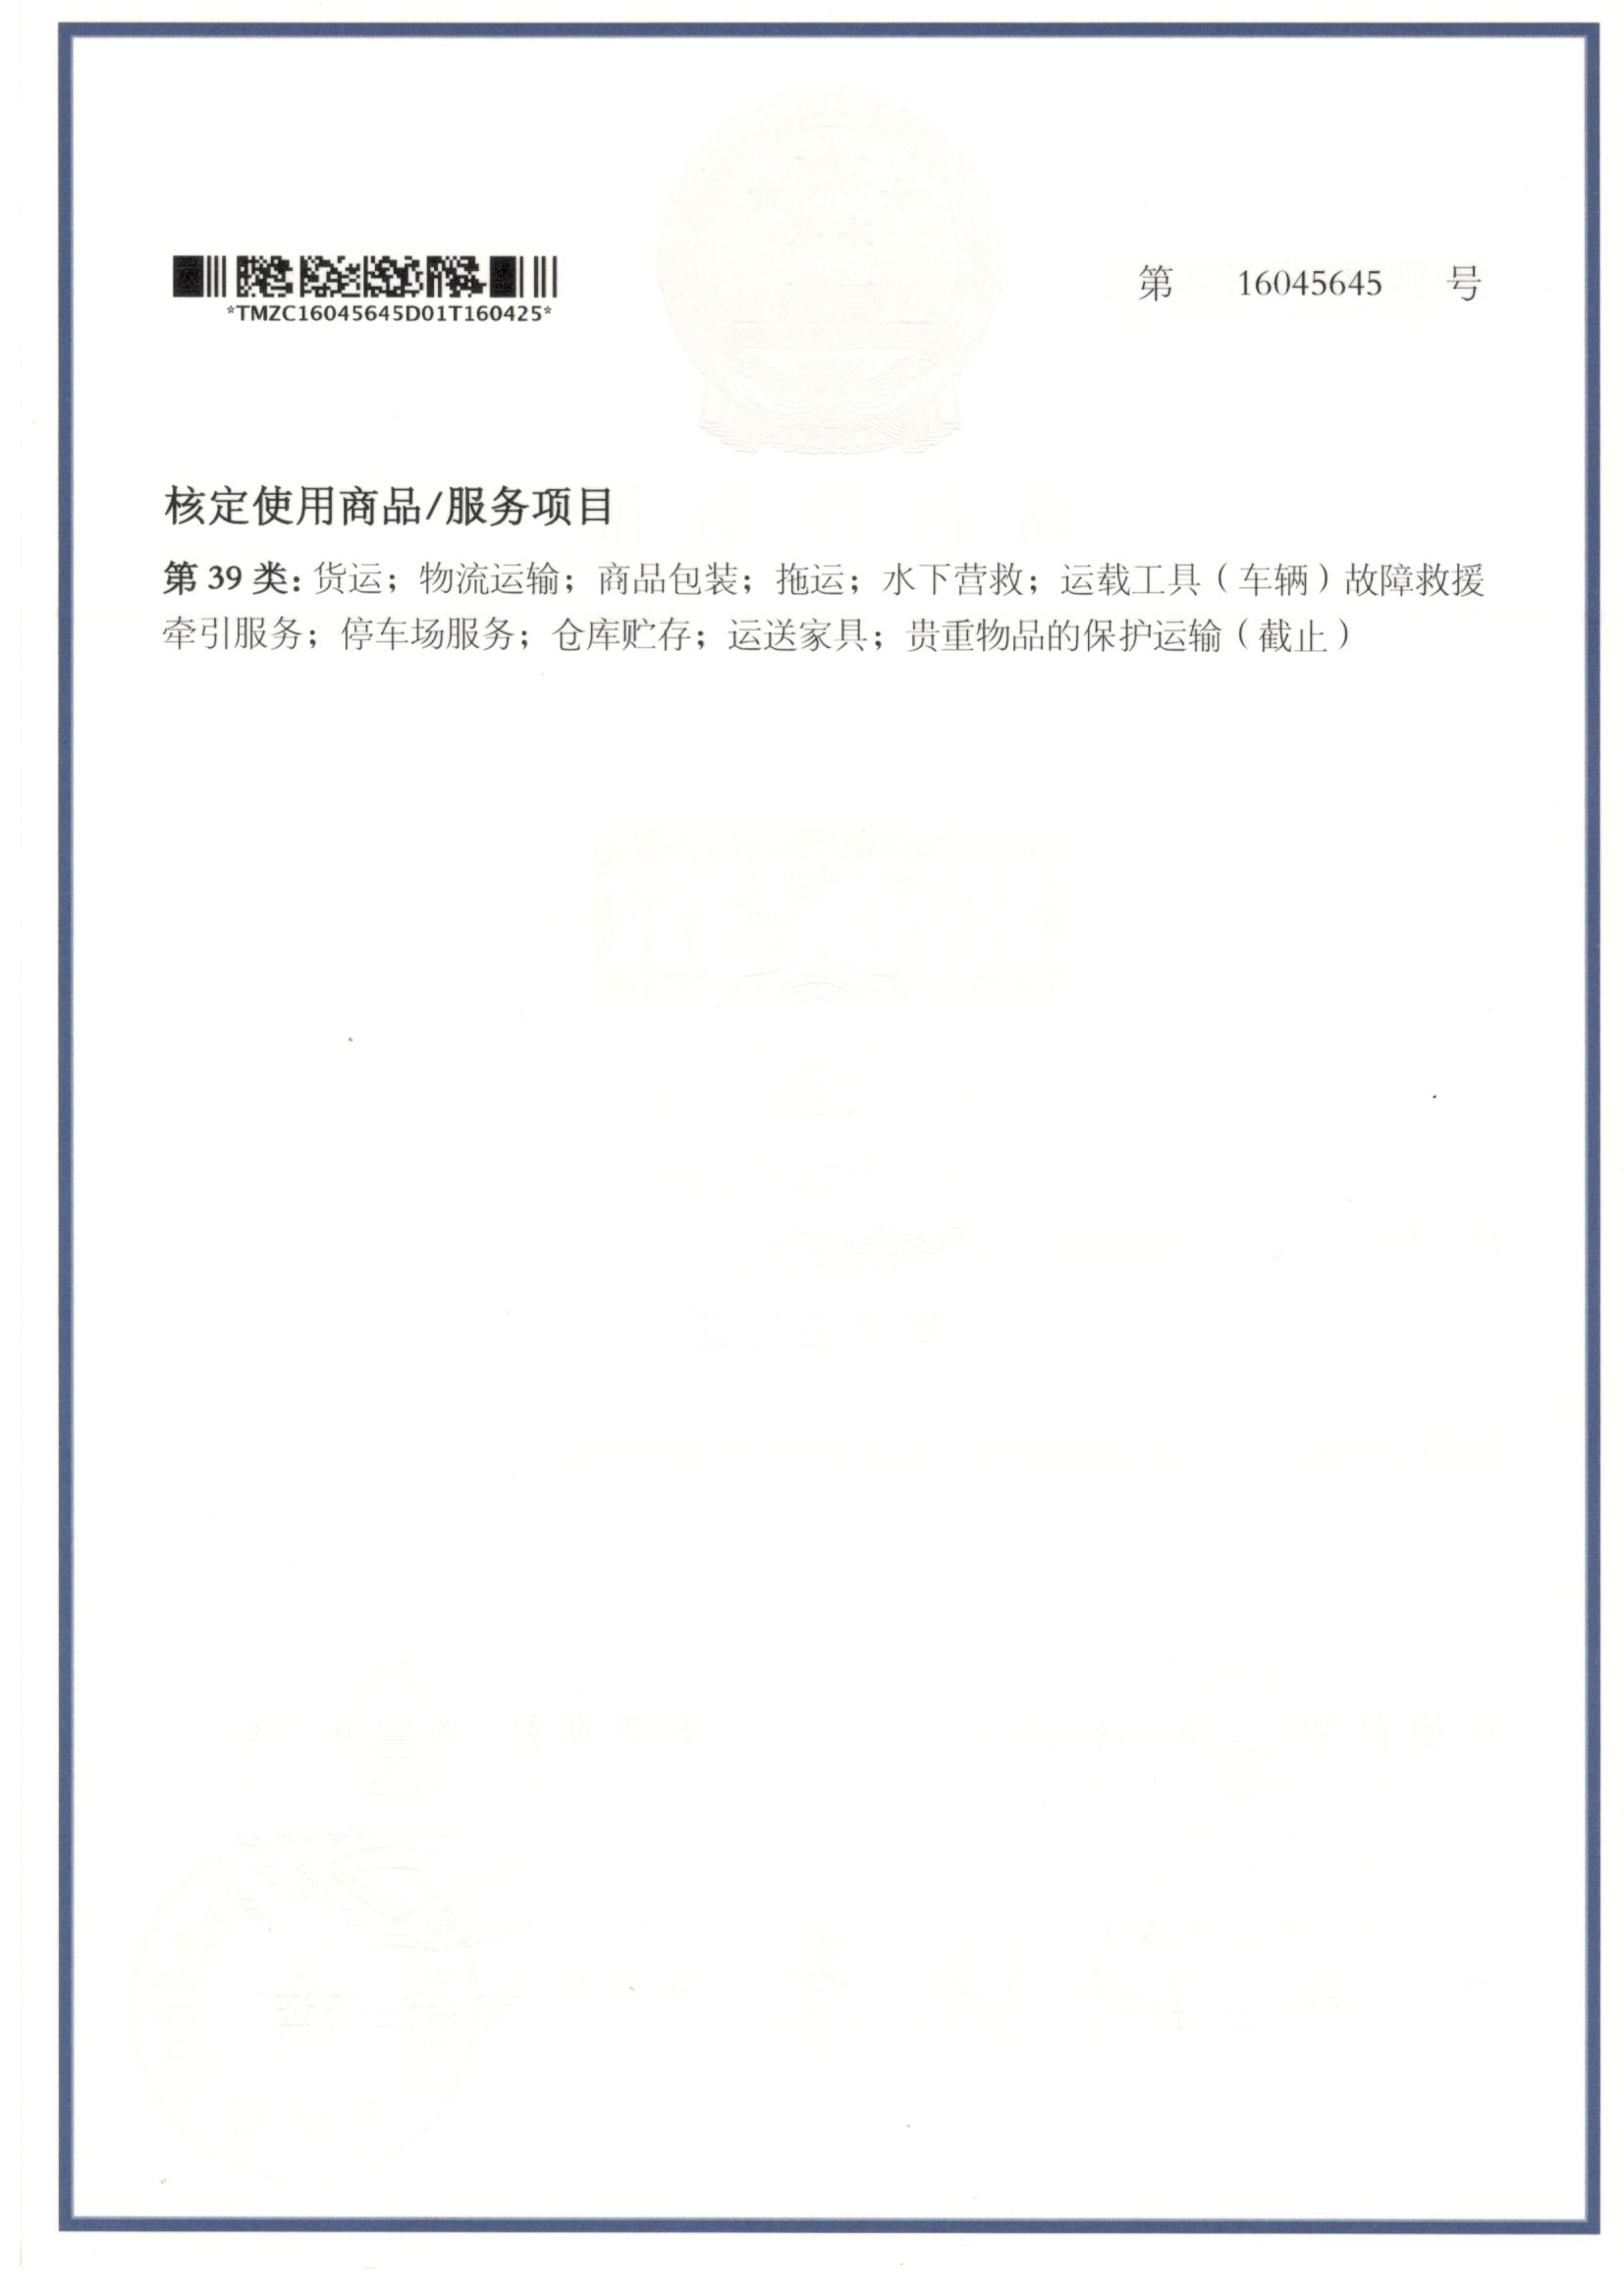 *TMZC16045645D01T160425*
第 16045645 号
核定使用商品/服务项目
第 39 类: 货运；物流运输；商品包装；拖运；水下营救；运载工具（车辆）故障救援
牵引服务；停车场服务；仓库贮存；运送家具；贵重物品的保护运输（截止）